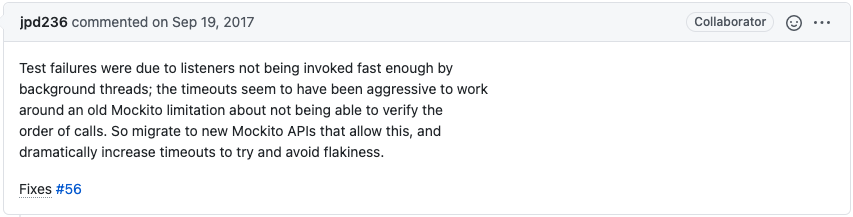 jpd236 commented on Sep 19, 2017 Collaborator
Test failures were due to listeners not being invoked fast enough by
background threads; the timeouts seem to have been aggressive to work
around an old Mockito limitation about not being able to verify the
order of calls. So migrate to new Mockito APIs that allow this, and
dramatically increase timeouts to try and avoid flakiness.
Fixes #56